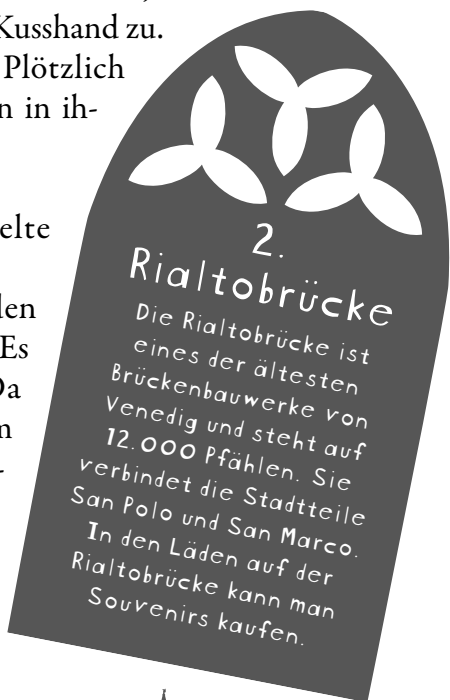 Kusshand zu.
Plötzlich
n in ih-
elte
den
Es
Da
n
-
2.
Rialtobrücke
Die Rialtobrücke ist
eines der ältesten
Brückenbauwerke von
Venedig und steht auf
12.000 Pfählen. Sie
verbindet die Stadtteile
San Polo und San Marco.
In den Läden auf der
Rialtobrücke kann man
Souvenirs kaufen.